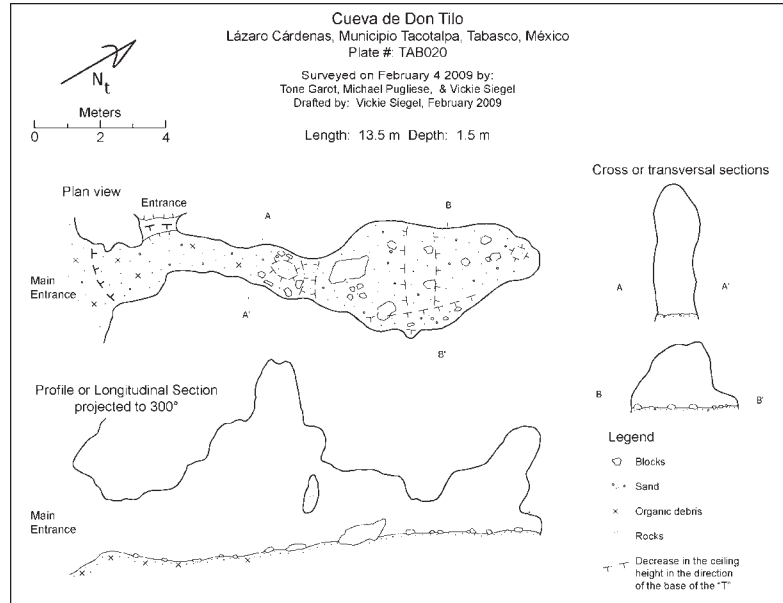 Cueva de Don Tilo
Lázaro Cárdenas, Municipio Tacotalpa, Tabasco, México
Plate #: TAB020
Surveyed on February 4 2009 by:
Tone Garot, Michael Pugliese, & Vickie Siegel
Drafted by: Vickie Siegel, February 2009
Length: 13.5 m Depth: 1.5 m
Nt
Meters
0 2 4
Plan view
Entrance
A
B
Main
Entrance
A'
B'
Cross or transversal sections
A A'
B B'
Profile or Longitudinal Section
projected to 300°
Main
Entrance
Legend
Blocks
Sand
Organic debris
Rocks
Decrease in the ceiling
height in the direction
of the base of the "T"